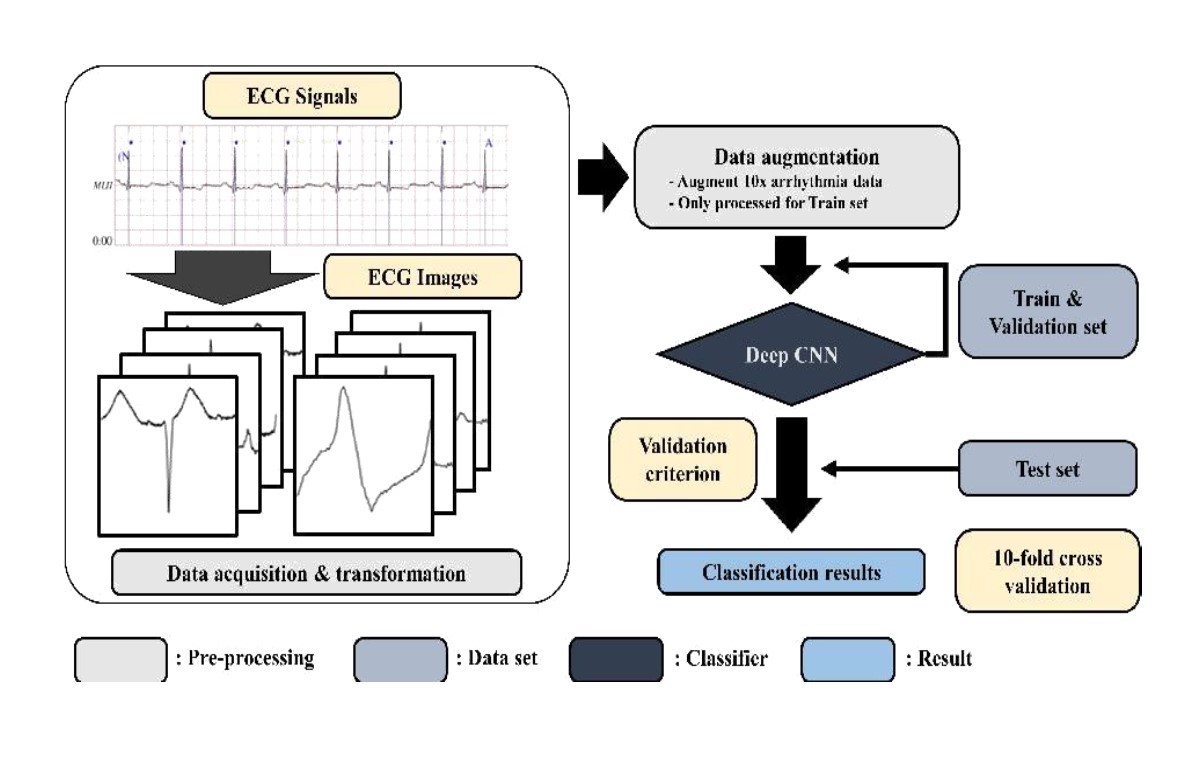 ECG Signals
(N
A
MLII
0:00
ECG Images
Data acquisition & transformation
Data augmentation
- Augment 10x arrhythmia data
- Only processed for Train set
Deep CNN
Train &
Validation set
Validation
criterion
Test set
Classification results
10-fold cross
validation
: Pre-processing
: Data set
: Classifier
: Result